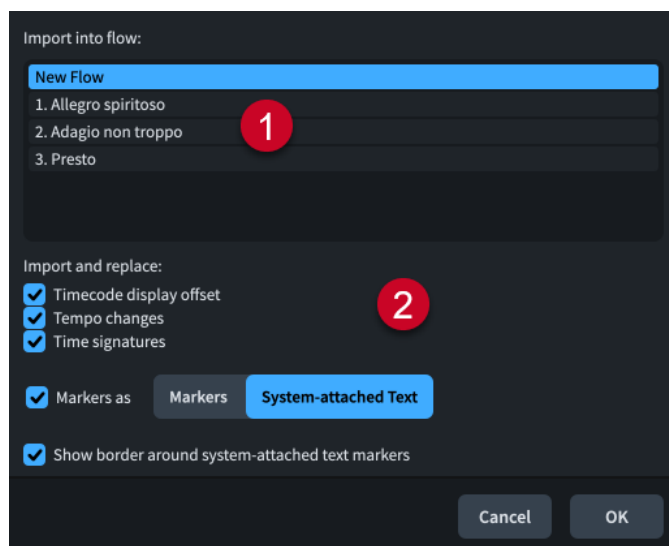 Import into flow:
New Flow
1. Allegro spiritoso
1
2. Adagio non troppo
3. Presto
Import and replace:
Timecode display offset
Tempo changes
2
Time signatures
Markers as Markers System-attached Text
Show border around system-attached text markers
Cancel OK